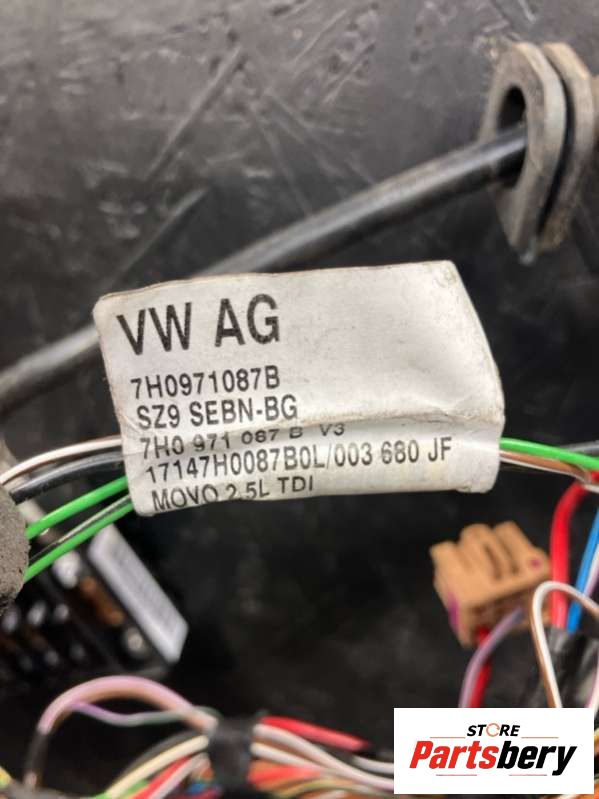 VW AG
7H0971087B
SZ9 SEBN-BG
7H0 971 087 B V3
17147H0087B0L/003 680 JF
MOVO 2.5L TDI
STORE
Partsbery